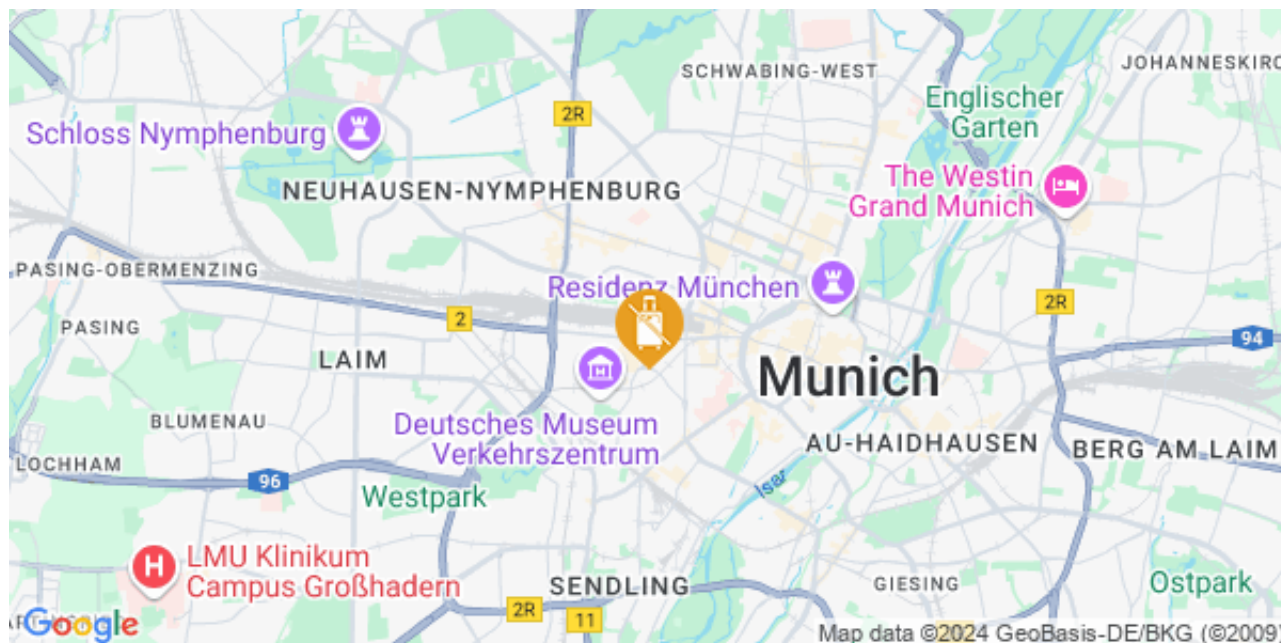 SCHWABING-WEST
JOHANNESKIRC
2R
Englischer
Garten
Schloss Nymphenburg
The Westin
Grand Munich
NEUHAUSEN-NYMPHENBURG
PASING-OBERMENZING
Residenz München
2R
PASING
2
94
LAIM
Munich
BLUMENAU
Deutsches Museum
Verkehrszentrum
AU-HAIDHAUSEN
BERG AM LAIM
LOCHHAM
96
Westpark
Isar
H
LMU Klinikum
Campus Großhadern
SENDLING
GIESING
Ostpark
2R
11
Google
Map data ©2024 GeoBasis-DE/BKG (©2009